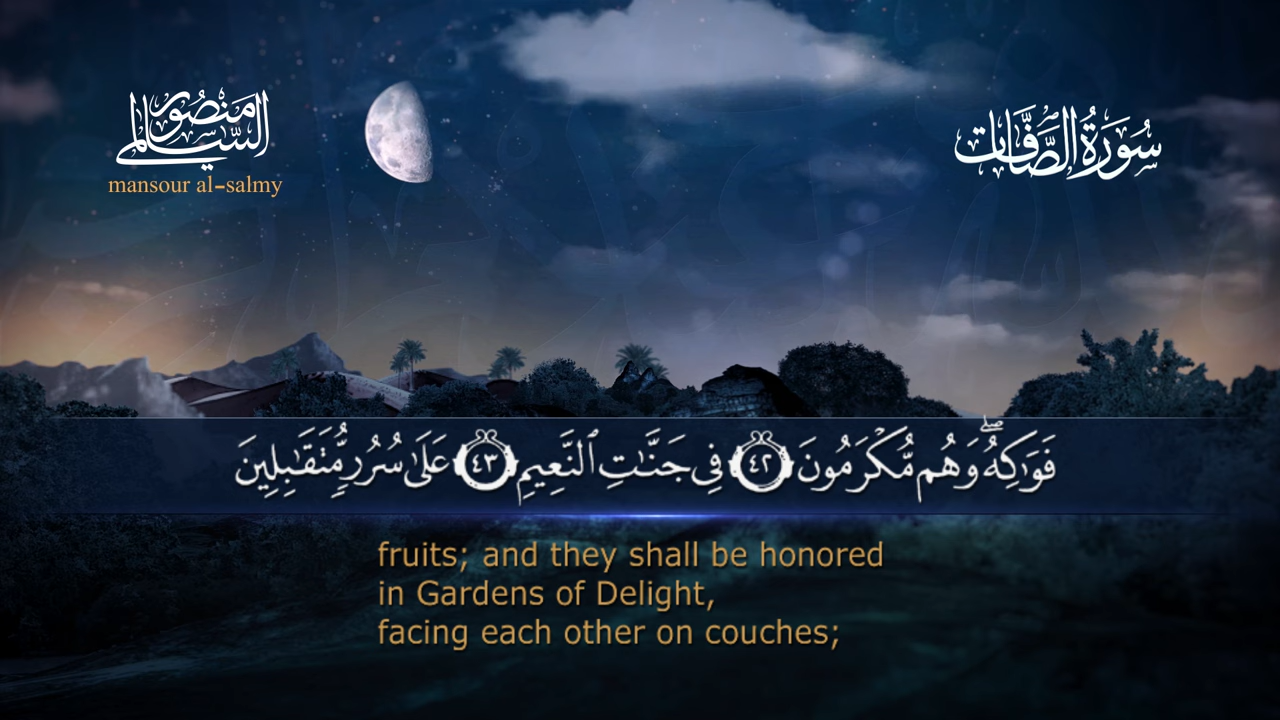 منصور السالمي
mansour al-salmy
سُورَةُ الصَّافَّات
فَوَٰكِهُ ۖ وَهُم مُّكْرَمُونَ ٤٢ فِى جَنَّٰتِ ٱلنَّعِيمِ ٤٣ عَلَىٰ سُرُرٍ مُّتَقَٰبِلِينَ
fruits; and they shall be honored
in Gardens of Delight,
facing each other on couches;